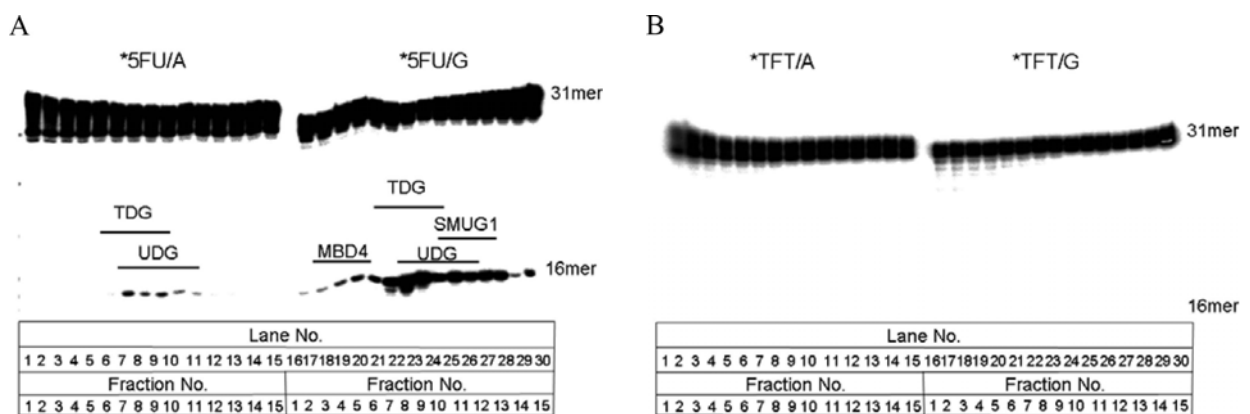 A
*5FU/A *5FU/G
31mer
TDG TDG
SMUG1
UDG MBD4 UDG
16mer
Lane No.
1 2 3 4 5 6 7 8 9 10 11 12 13 14 15 16 17 18 19 20 21 22 23 24 25 26 27 28 29 30
Fraction No. Fraction No.
1 2 3 4 5 6 7 8 9 10 11 12 13 14 15 1 2 3 4 5 6 7 8 9 10 11 12 13 14 15
B
*TFT/A *TFT/G
31mer
16mer
Lane No.
1 2 3 4 5 6 7 8 9 10 11 12 13 14 15 16 17 18 19 20 21 22 23 24 25 26 27 28 29 30
Fraction No. Fraction No.
1 2 3 4 5 6 7 8 9 10 11 12 13 14 15 1 2 3 4 5 6 7 8 9 10 11 12 13 14 15